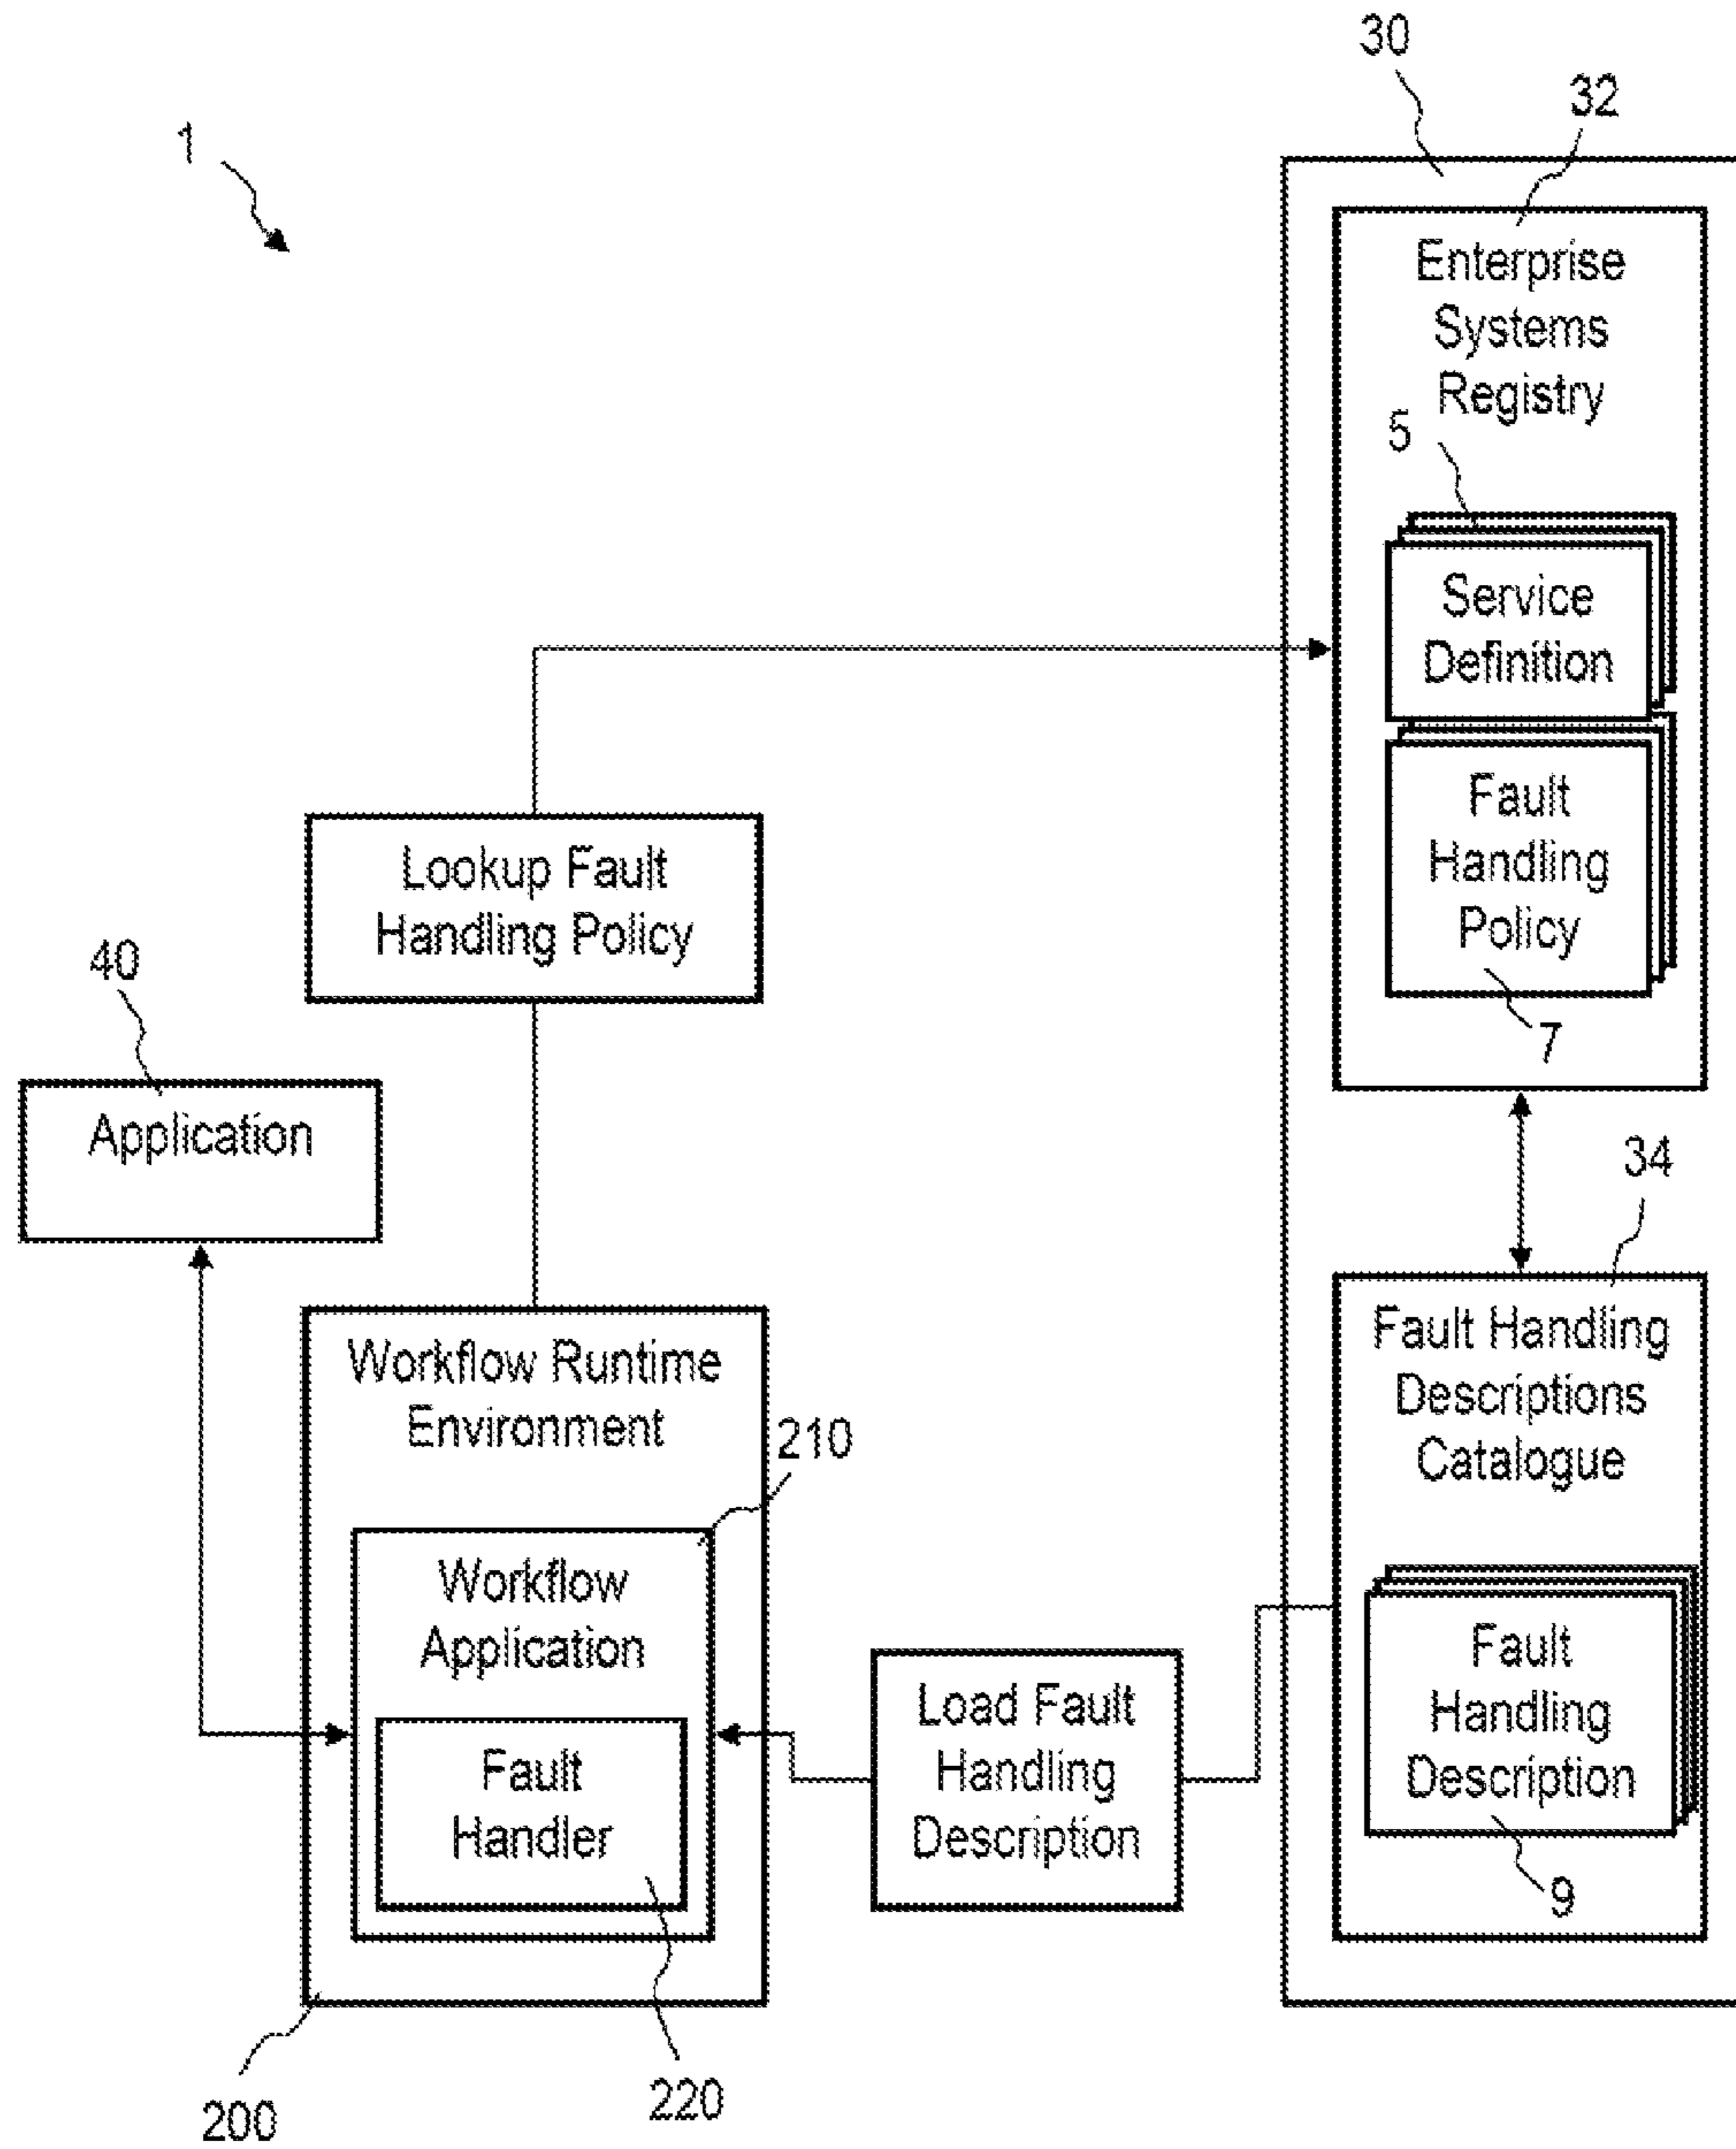 30
32
1
Enterprise
Systems
Registry
5
Service
Definition
Fault
Handling
Policy
7
Lookup Fault
Handling Policy
40
Application
34
Workflow Runtime
Environment
210
Workflow
Application
Fault
Handler
200
220
Load Fault
Handling
Description
Fault Handling
Descriptions
Catalogue
Fault
Handling
Description
9